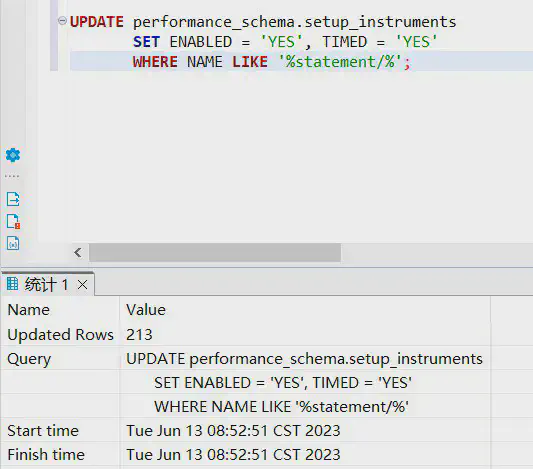 UPDATE performance_schema.setup_instruments
SET ENABLED = 'YES', TIMED = 'YES'
WHERE NAME LIKE '%statement/%';
统计 1
Name Value
Updated Rows 213
Query UPDATE performance_schema.setup_instruments
SET ENABLED = 'YES', TIMED = 'YES'
WHERE NAME LIKE '%statement/%'
Start time Tue Jun 13 08:52:51 CST 2023
Finish time Tue Jun 13 08:52:51 CST 2023